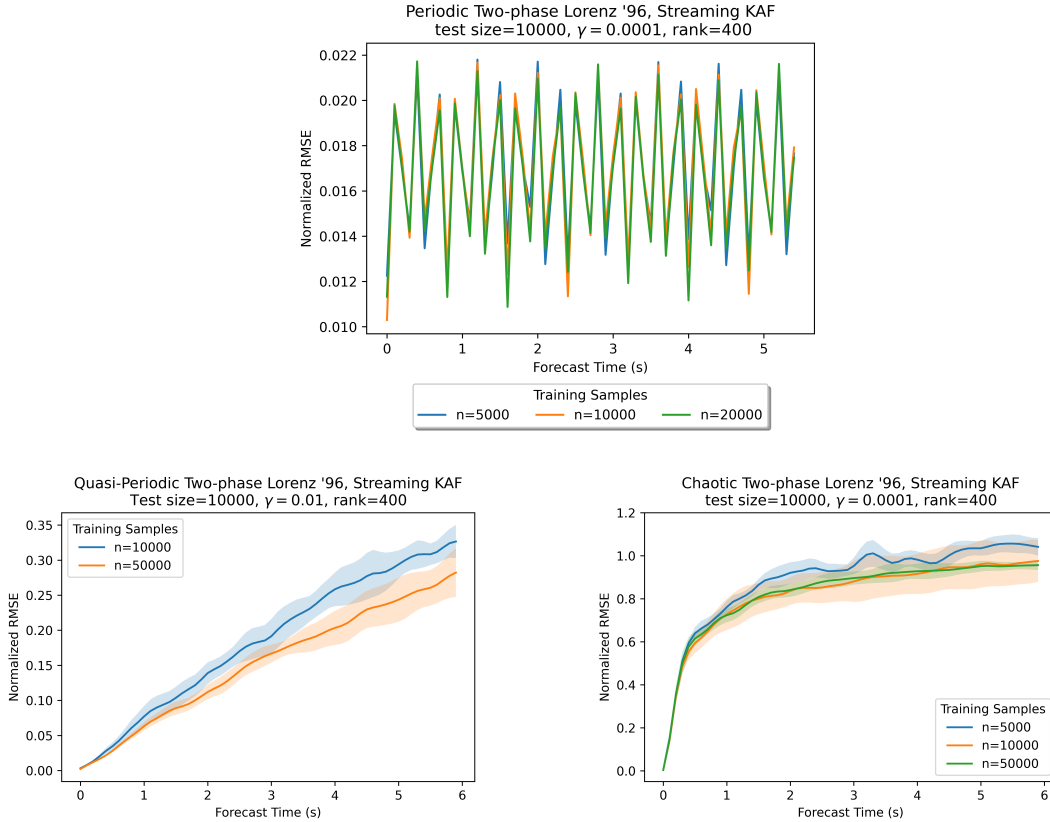 Periodic Two-phase Lorenz '96, Streaming KAF
test size=10000, γ = 0.0001, rank=400
0.022
0.020
0.018
0.016
0.014
0.012
0.010
Normalized RMSE
0 1 2 3 4 5
Forecast Time (s)
Training Samples
n=5000 n=10000 n=20000
Quasi-Periodic Two-phase Lorenz '96, Streaming KAF
Test size=10000, γ = 0.01, rank=400
Training Samples
n=10000
n=50000
0.35
0.30
0.25
0.20
0.15
0.10
0.05
0.00
Normalized RMSE
0 1 2 3 4 5 6
Forecast Time (s)
Chaotic Two-phase Lorenz '96, Streaming KAF
test size=10000, γ = 0.0001, rank=400
1.2
1.0
0.8
0.6
0.4
0.2
0.0
Normalized RMSE
Training Samples
n=5000
n=10000
n=50000
0 1 2 3 4 5 6
Forecast Time (s)